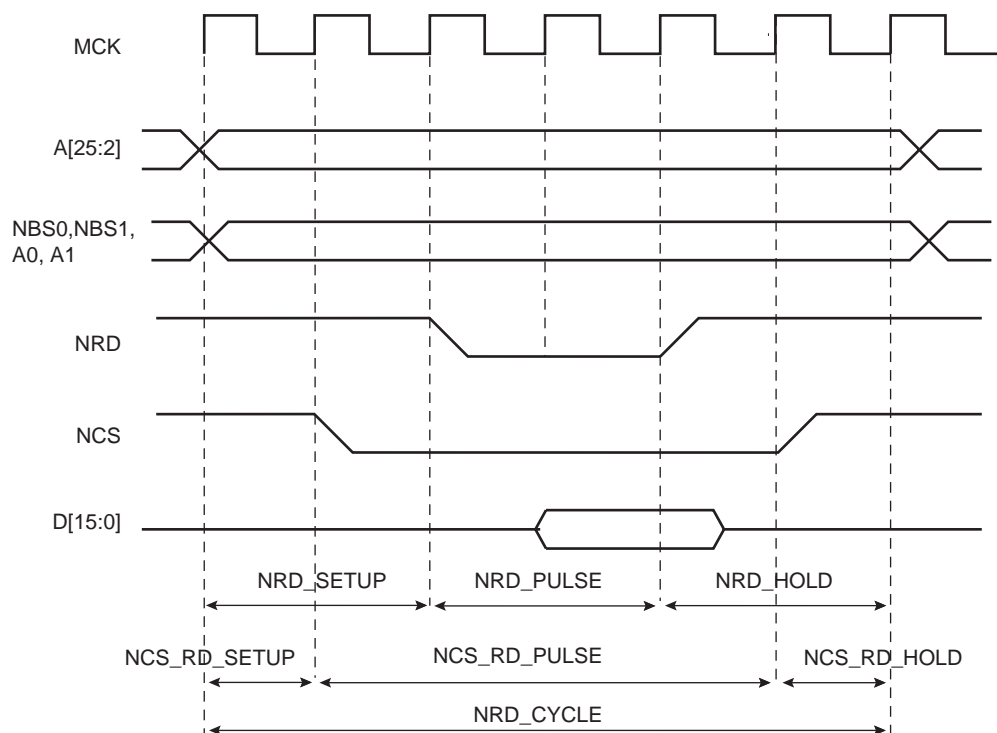 MCK
A[25:2]
NBS0,NBS1,
A0, A1
NRD
NCS
D[15:0]
NRD_SETUP NRD_PULSE NRD_HOLD
NCS_RD_SETUP NCS_RD_PULSE NCS_RD_HOLD
NRD_CYCLE